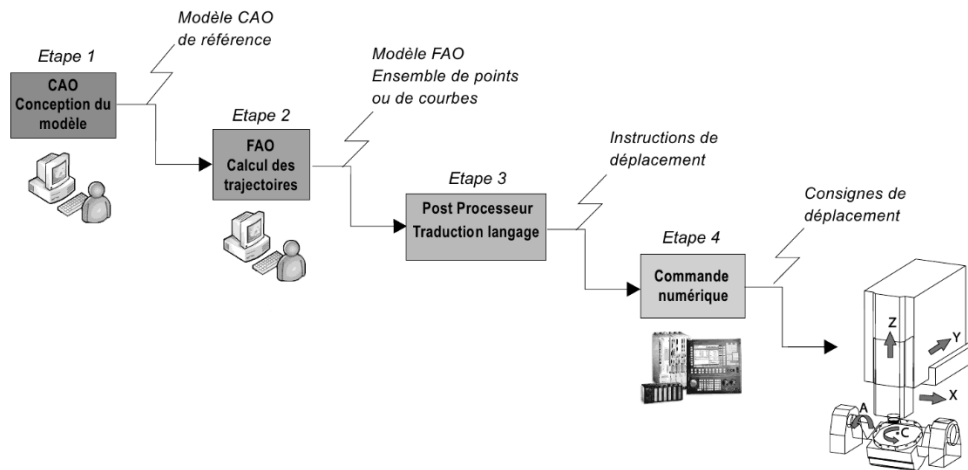 Modèle CAO
de référence
Etape 1
CAO
Conception du
modèle
Modèle FAO
Ensemble de points
ou de courbes
Etape 2
FAO
Calcul des
trajectoires
Instructions de
déplacement
Etape 3
Post Processeur
Traduction langage
Consignes de
déplacement
Etape 4
Commande
numérique
Z
Y
X
A
C